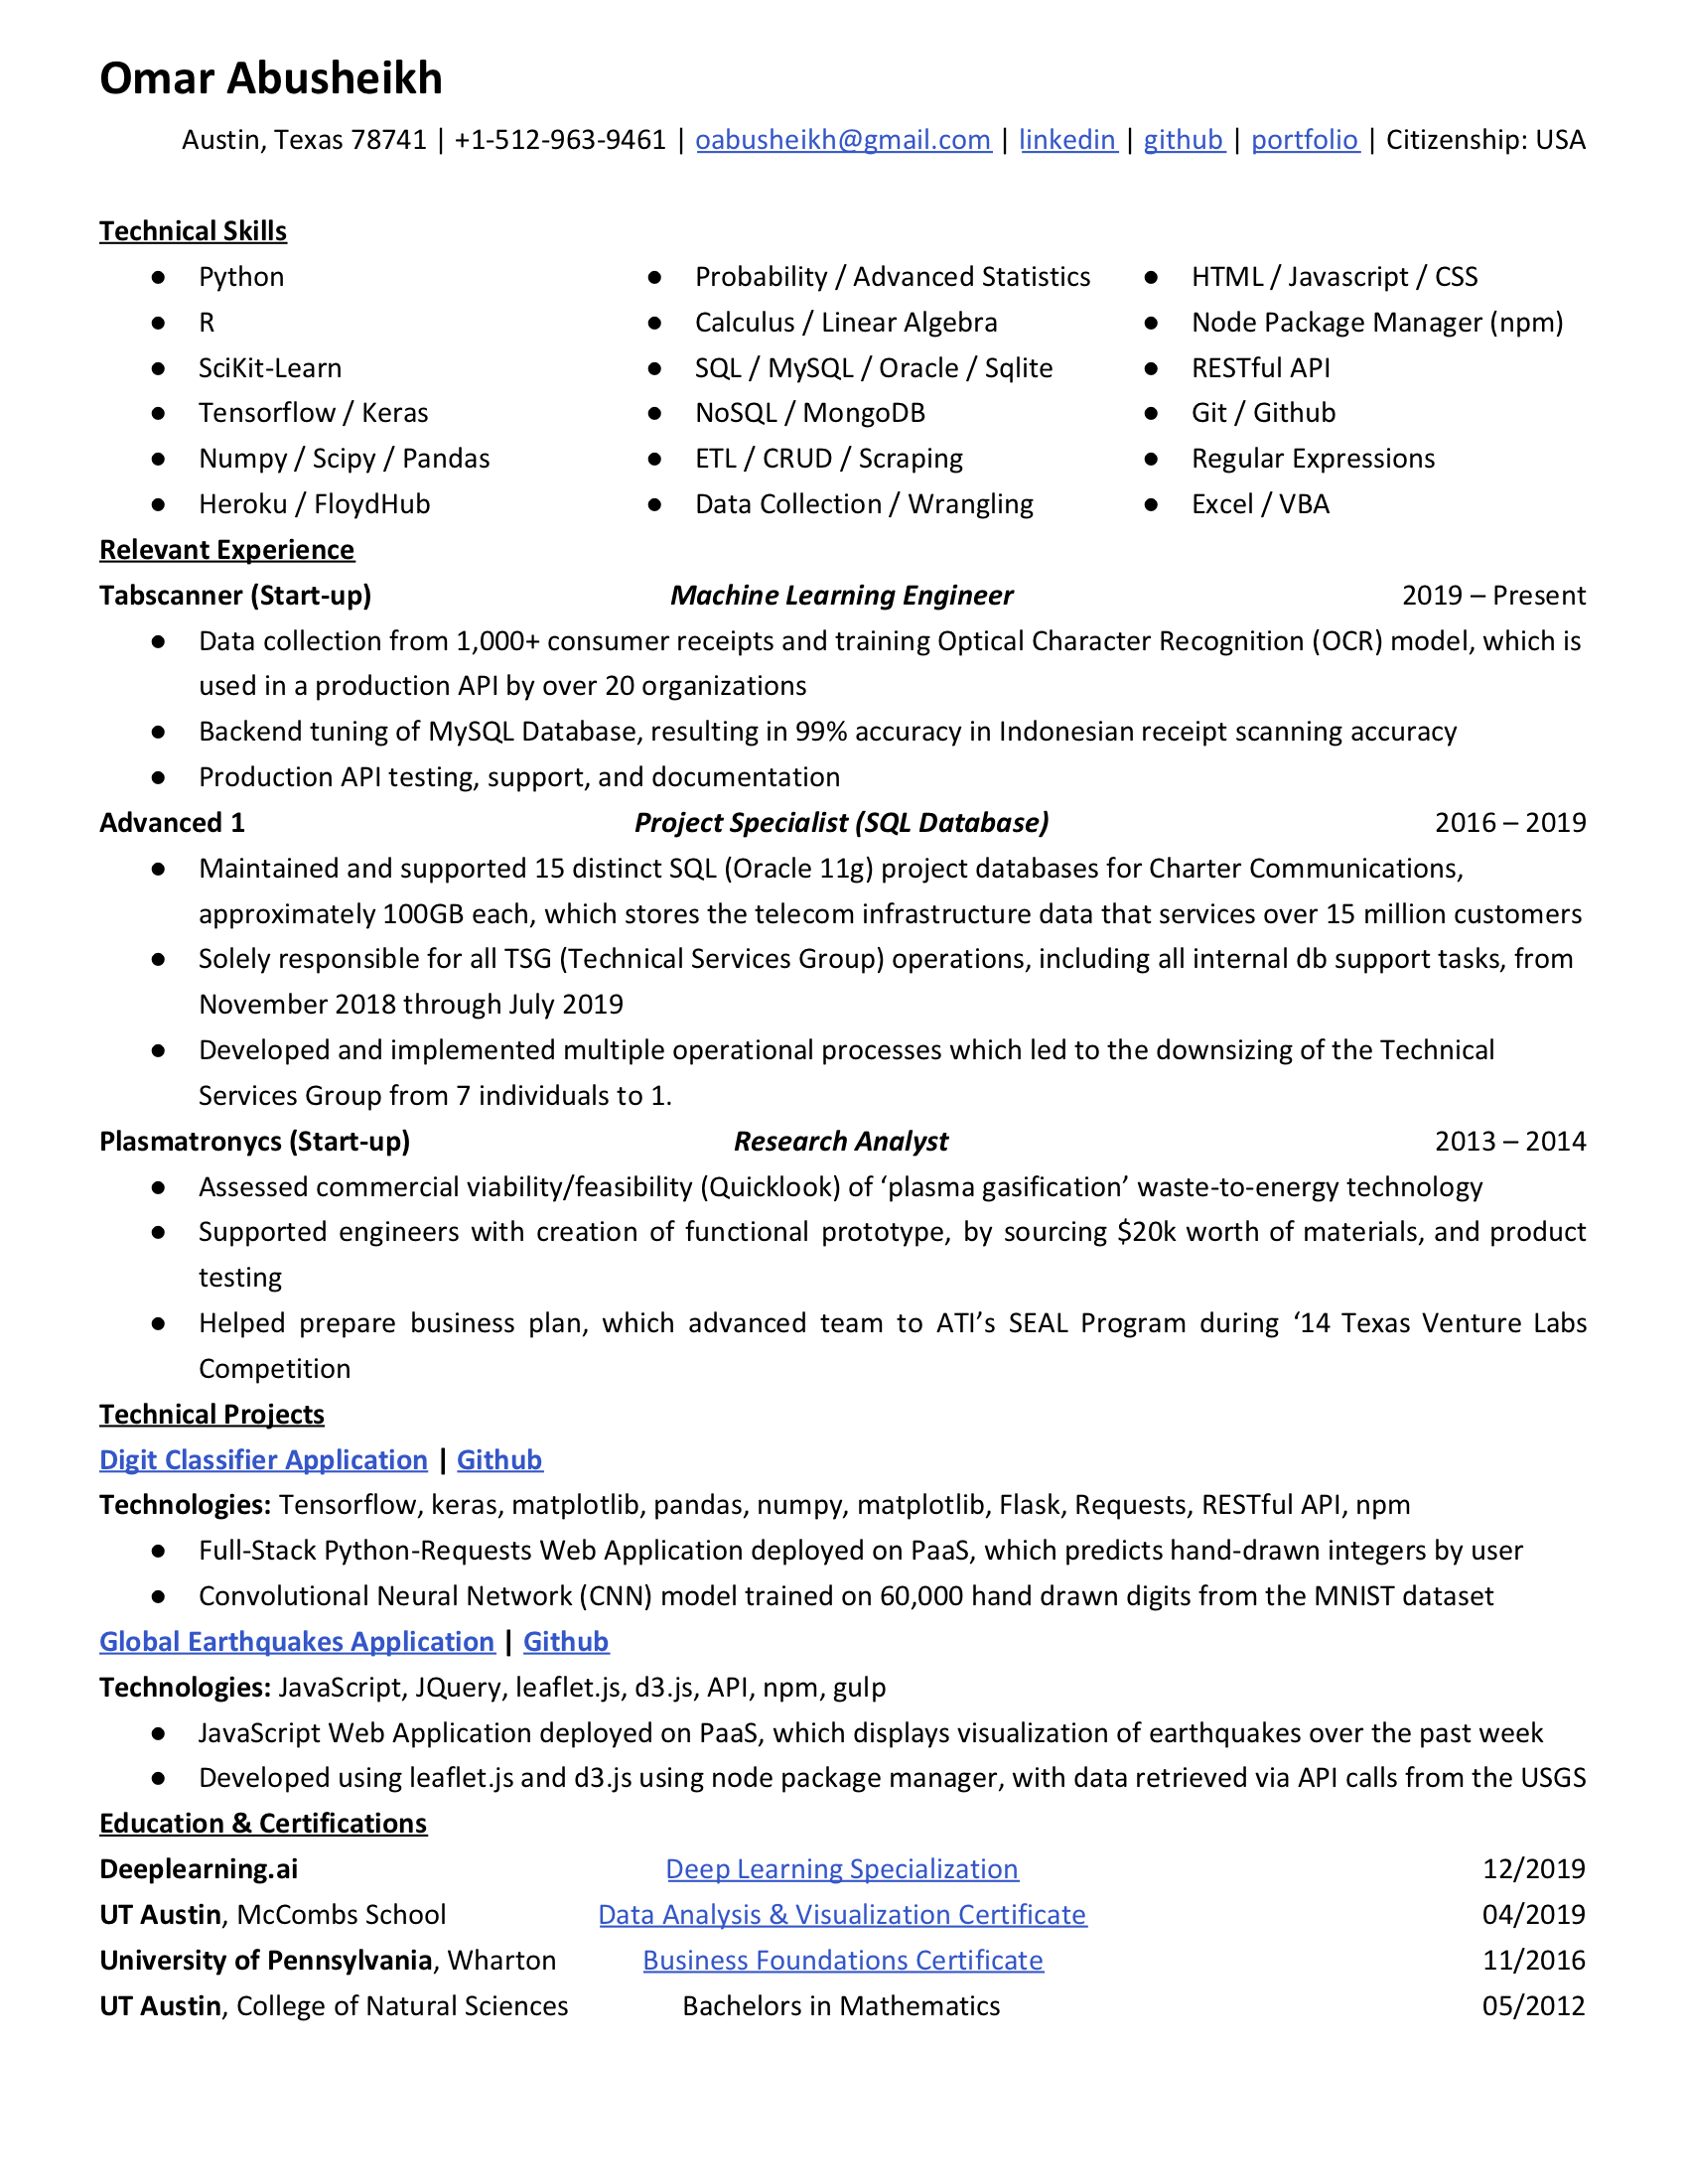 Omar Abusheikh
Austin, Texas 78741 | +1-512-963-9461 | oabusheikh@gmail.com | linkedin | github | portfolio | Citizenship: USA
Technical Skills
● Python ● Probability / Advanced Statistics ● HTML / Javascript / CSS
● R ● Calculus / Linear Algebra ● Node Package Manager (npm)
● SciKit-Learn ● SQL / MySQL / Oracle / Sqlite ● RESTful API
● Tensorflow / Keras ● NoSQL / MongoDB ● Git / Github
● Numpy / Scipy / Pandas ● ETL / CRUD / Scraping ● Regular Expressions
● Heroku / FloydHub ● Data Collection / Wrangling ● Excel / VBA
Relevant Experience
Tabscanner (Start-up) Machine Learning Engineer 2019 – Present
● Data collection from 1,000+ consumer receipts and training Optical Character Recognition (OCR) model, which is
used in a production API by over 20 organizations
● Backend tuning of MySQL Database, resulting in 99% accuracy in Indonesian receipt scanning accuracy
● Production API testing, support, and documentation
Advanced 1 Project Specialist (SQL Database) 2016 – 2019
● Maintained and supported 15 distinct SQL (Oracle 11g) project databases for Charter Communications,
approximately 100GB each, which stores the telecom infrastructure data that services over 15 million customers
● Solely responsible for all TSG (Technical Services Group) operations, including all internal db support tasks, from
November 2018 through July 2019
● Developed and implemented multiple operational processes which led to the downsizing of the Technical
Services Group from 7 individuals to 1.
Plasmatronycs (Start-up) Research Analyst 2013 – 2014
● Assessed commercial viability/feasibility (Quicklook) of ‘plasma gasification’ waste-to-energy technology
● Supported engineers with creation of functional prototype, by sourcing $20k worth of materials, and product
testing
● Helped prepare business plan, which advanced team to ATI’s SEAL Program during ‘14 Texas Venture Labs
Competition
Technical Projects
Digit Classifier Application | Github
Technologies: Tensorflow, keras, matplotlib, pandas, numpy, matplotlib, Flask, Requests, RESTful API, npm
● Full-Stack Python-Requests Web Application deployed on PaaS, which predicts hand-drawn integers by user
● Convolutional Neural Network (CNN) model trained on 60,000 hand drawn digits from the MNIST dataset
Global Earthquakes Application | Github
Technologies: JavaScript, JQuery, leaflet.js, d3.js, API, npm, gulp
● JavaScript Web Application deployed on PaaS, which displays visualization of earthquakes over the past week
● Developed using leaflet.js and d3.js using node package manager, with data retrieved via API calls from the USGS
Education & Certifications
Deeplearning.ai Deep Learning Specialization 12/2019
UT Austin, McCombs School Data Analysis & Visualization Certificate 04/2019
University of Pennsylvania, Wharton Business Foundations Certificate 11/2016
UT Austin, College of Natural Sciences Bachelors in Mathematics 05/2012